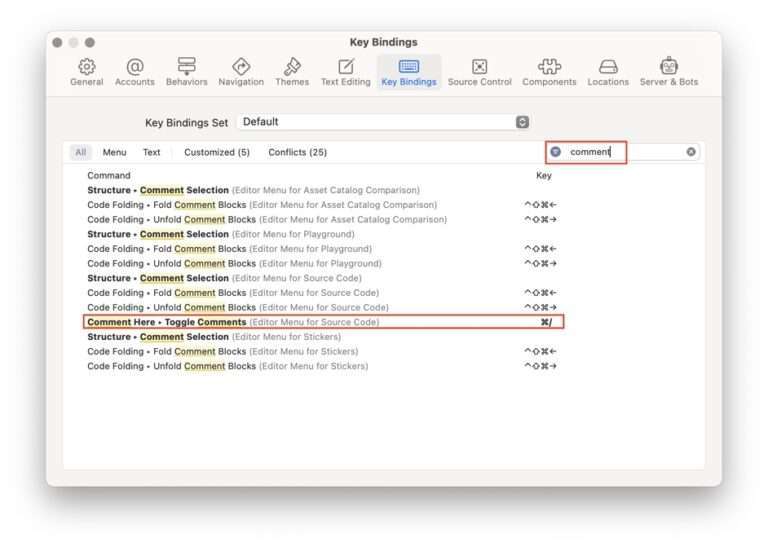 Key Bindings
General Accounts Behaviors Navigation Themes Text Editing Key Bindings Source Control Components Locations Server & Bots
Key Bindings Set Default
All Menu Text Customized (5) Conflicts (25) comment
Command Key
Structure ▸ Comment Selection (Editor Menu for Asset Catalog Comparison)
Code Folding ▸ Fold Comment Blocks (Editor Menu for Asset Catalog Comparison) ^⇧⌘←
Code Folding ▸ Unfold Comment Blocks (Editor Menu for Asset Catalog Comparison) ^⇧⌘→
Structure ▸ Comment Selection (Editor Menu for Playground)
Code Folding ▸ Fold Comment Blocks (Editor Menu for Playground) ^⇧⌘←
Code Folding ▸ Unfold Comment Blocks (Editor Menu for Playground) ^⇧⌘→
Structure ▸ Comment Selection (Editor Menu for Source Code)
Code Folding ▸ Fold Comment Blocks (Editor Menu for Source Code) ^⇧⌘←
Code Folding ▸ Unfold Comment Blocks (Editor Menu for Source Code) ^⇧⌘→
Comment Here ▸ Toggle Comments (Editor Menu for Source Code) ⌘/
Structure ▸ Comment Selection (Editor Menu for Stickers)
Code Folding ▸ Fold Comment Blocks (Editor Menu for Stickers) ^⇧⌘←
Code Folding ▸ Unfold Comment Blocks (Editor Menu for Stickers) ^⇧⌘→